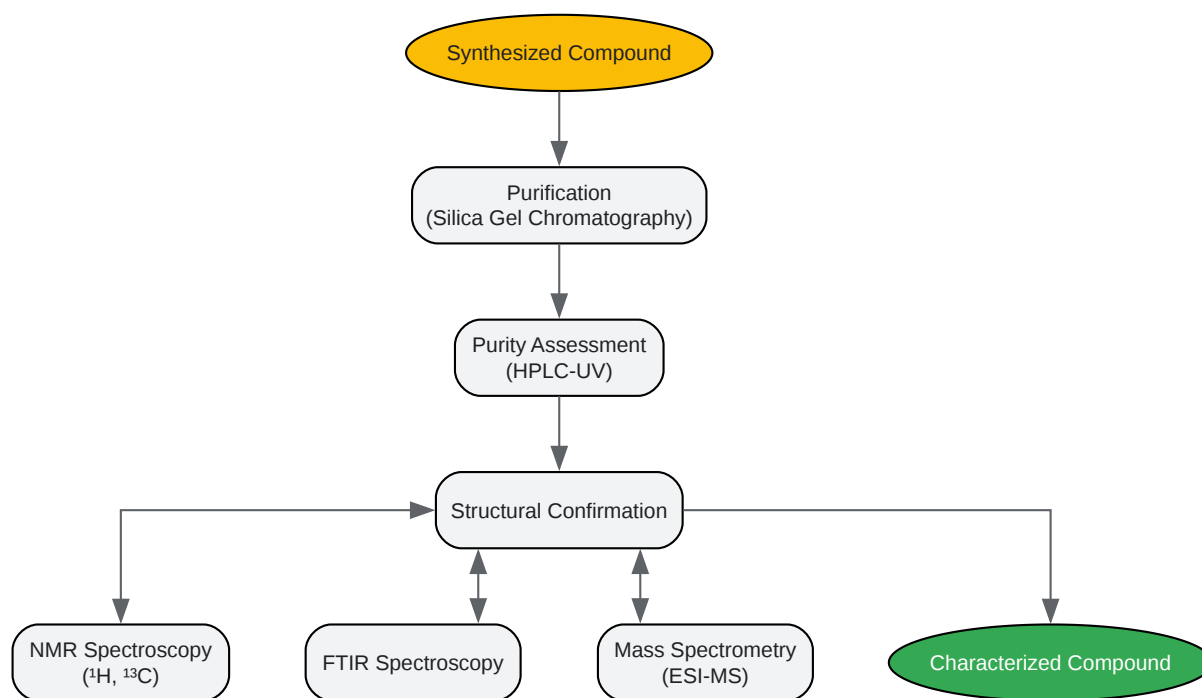 Synthesized Compound
Purification
(Silica Gel Chromatography)
Purity Assessment
(HPLC-UV)
Structural Confirmation
NMR Spectroscopy
(¹H, ¹³C)
FTIR Spectroscopy
Mass Spectrometry
(ESI-MS)
Characterized Compound